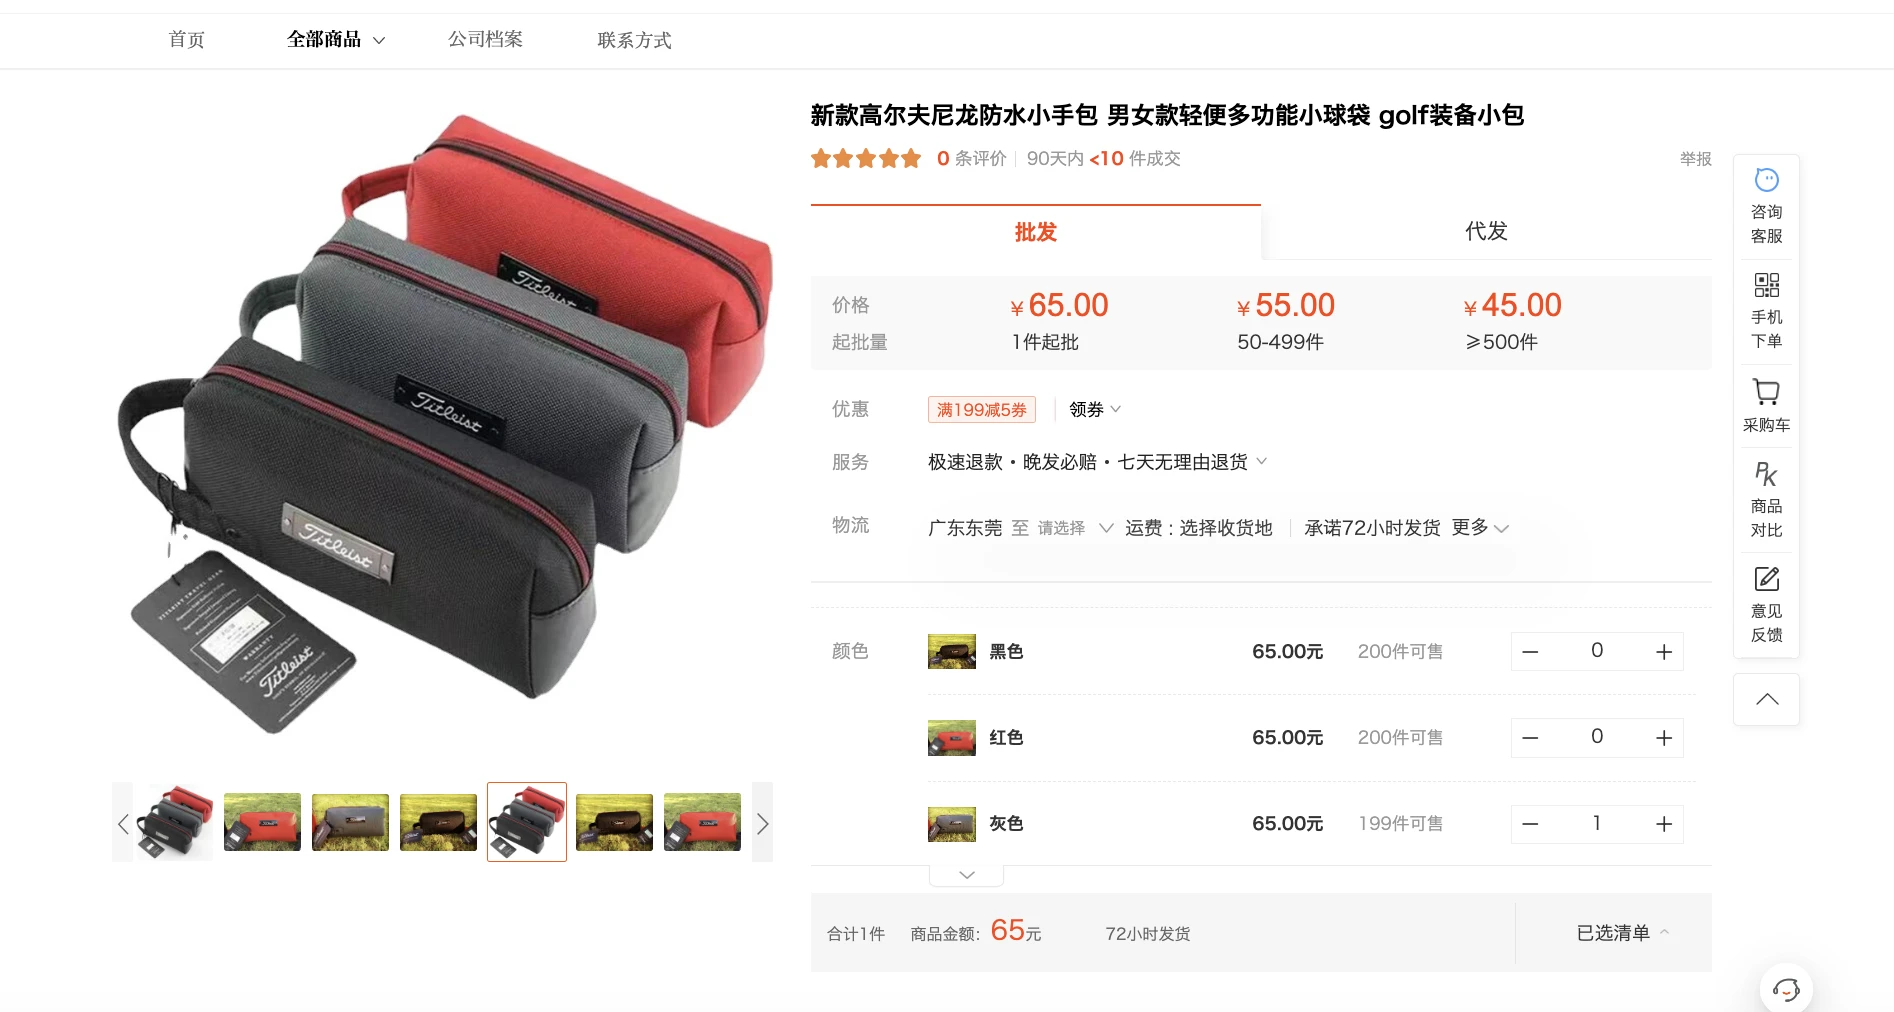 首页
全部商品
公司档案
联系方式
新款高尔夫尼龙防水小手包 男女款轻便多功能小球袋 golf装备小包
0 条评价 90天内 <10 件成交
举报
批发
代发
价格 ¥65.00 ¥55.00 ¥45.00
起批量 1件起批 50-499件 ≥500件
优惠 满199减5券 领券
服务 极速退款·晚发必赔·七天无理由退货
物流 广东东莞 至 请选择 运费:选择收货地 承诺72小时发货 更多
颜色 黑色 65.00元 200件可售 0
红色 65.00元 200件可售 0
灰色 65.00元 199件可售 1
合计1件 商品金额: 65元 72小时发货 已选清单
咨询
客服
手机
下单
采购车
PK
商品
对比
意见
反馈
Titleist
Titleist
Titleist
TITLEIST TRAVEL GEAR
WARRANTY
Titleist